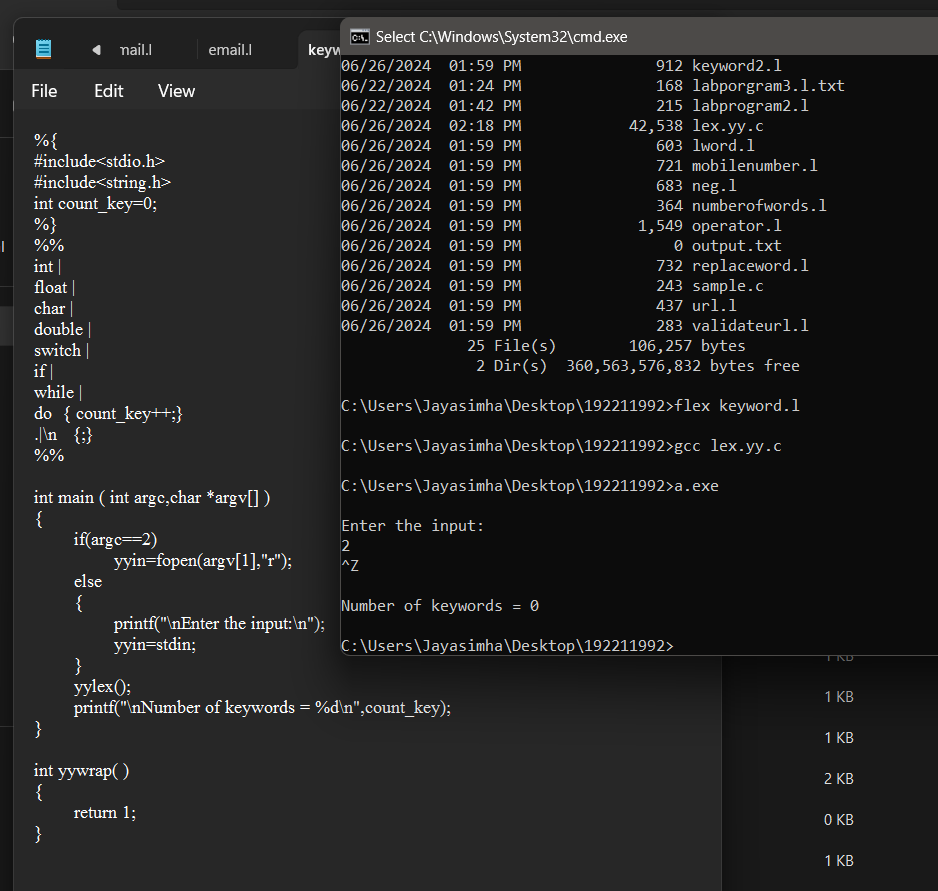 mail.l
email.l
keyw
File Edit View
%{
#include<stdio.h>
#include<string.h>
int count_key=0;
%}
%%
int |
float |
char |
double |
switch |
if |
while |
do { count_key++;}
.|\n {;}
%%
int main ( int argc,char *argv[] )
{
if(argc==2)
yyin=fopen(argv[1],"r");
else
{
printf("\nEnter the input:\n");
yyin=stdin;
}
yylex();
printf("\nNumber of keywords = %d\n",count_key);
}
int yywrap( )
{
return 1;
}
Select C:\Windows\System32\cmd.exe
06/26/2024 01:59 PM 912 keyword2.l
06/22/2024 01:24 PM 168 labporgram3.l.txt
06/22/2024 01:42 PM 215 labprogram2.l
06/26/2024 02:18 PM 42,538 lex.yy.c
06/26/2024 01:59 PM 603 lword.l
06/26/2024 01:59 PM 721 mobilenumber.l
06/26/2024 01:59 PM 683 neg.l
06/26/2024 01:59 PM 364 numberofwords.l
06/26/2024 01:59 PM 1,549 operator.l
06/26/2024 01:59 PM 0 output.txt
06/26/2024 01:59 PM 732 replaceword.l
06/26/2024 01:59 PM 243 sample.c
06/26/2024 01:59 PM 437 url.l
06/26/2024 01:59 PM 283 validateurl.l
25 File(s) 106,257 bytes
2 Dir(s) 360,563,576,832 bytes free
C:\Users\Jayasimha\Desktop\192211992>flex keyword.l
C:\Users\Jayasimha\Desktop\192211992>gcc lex.yy.c
C:\Users\Jayasimha\Desktop\192211992>a.exe
Enter the input:
2
^Z
Number of keywords = 0
C:\Users\Jayasimha\Desktop\192211992>
1 KB
1 KB
1 KB
2 KB
0 KB
1 KB